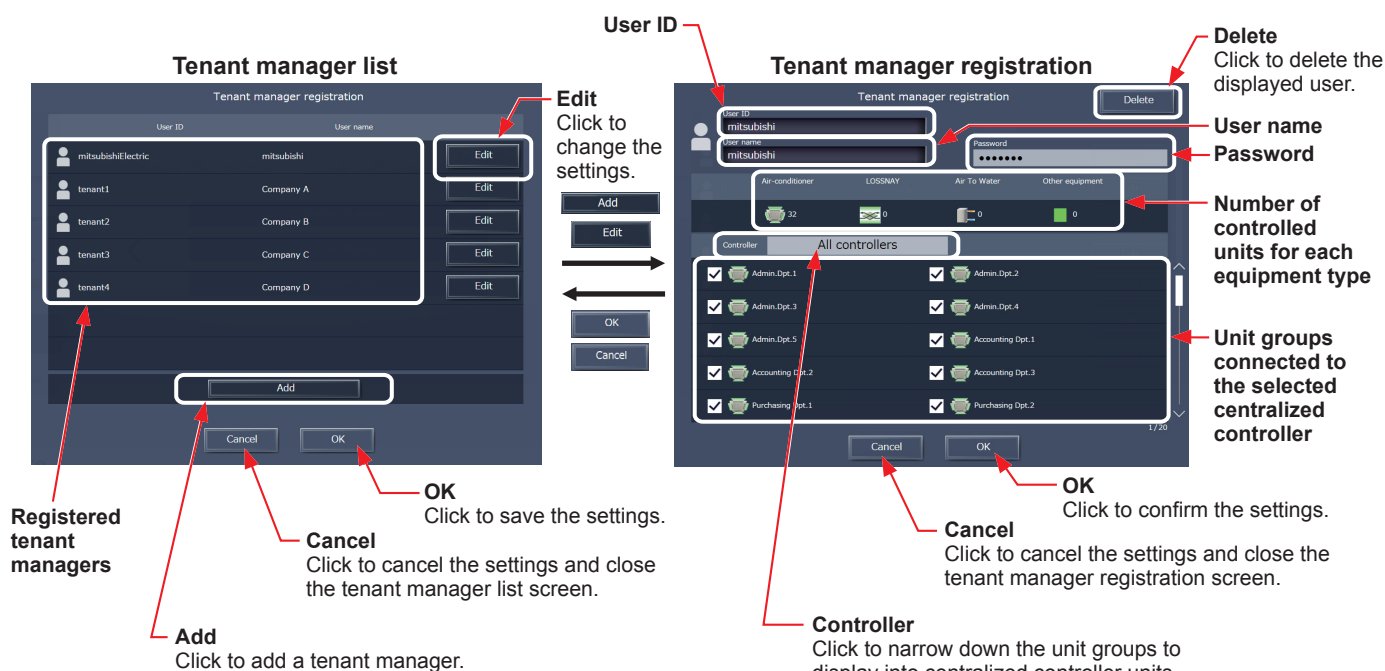 User ID
Delete
Click to delete the
displayed user.
Tenant manager list
Tenant manager registration
Tenant manager registration
User ID
User name
mitsubishiElectric
mitsubishi
Edit
tenant1
Company A
Edit
tenant2
Company B
Edit
tenant3
Company C
Edit
tenant4
Company D
Edit
Add
Cancel
OK
Edit
Click to
change the
settings.
Add
Edit
OK
Cancel
Tenant manager registration
Delete
User ID
mitsubishi
User name
mitsubishi
Password
•••••••
Air-conditioner
LOSSNAY
Air To Water
Other equipment
32
0
0
0
Controller
All controllers
Admin.Dpt.1
Admin.Dpt.2
Admin.Dpt.3
Admin.Dpt.4
Admin.Dpt.5
Accounting Dpt.1
Accounting Dpt.2
Accounting Dpt.3
Purchasing Dpt.1
Purchasing Dpt.2
1/20
Cancel
OK
User name
Password
Number of
controlled
units for each
equipment type
Unit groups
connected to
the selected
centralized
controller
Registered
tenant
managers
OK
Click to save the settings.
Cancel
Click to cancel the settings and close
the tenant manager list screen.
Add
Click to add a tenant manager.
OK
Click to confirm the settings.
Cancel
Click to cancel the settings and close the
tenant manager registration screen.
Controller
Click to narrow down the unit groups to
display into centralized controller units.